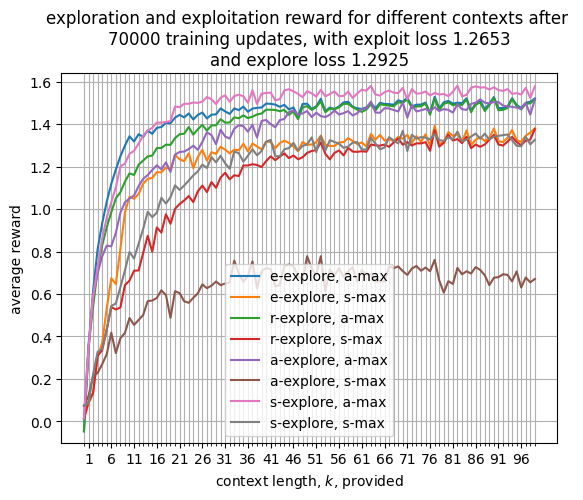 exploration and exploitation reward for different contexts after
70000 training updates, with exploit loss 1.2653
and explore loss 1.2925
average reward
1.6
1.4
1.2
1.0
0.8
0.6
0.4
0.2
0.0
e-explore, a-max
e-explore, s-max
r-explore, a-max
r-explore, s-max
a-explore, a-max
a-explore, s-max
s-explore, a-max
s-explore, s-max
1 6 11 16 21 26 31 36 41 46 51 56 61 66 71 76 81 86 91 96
context length, k, provided